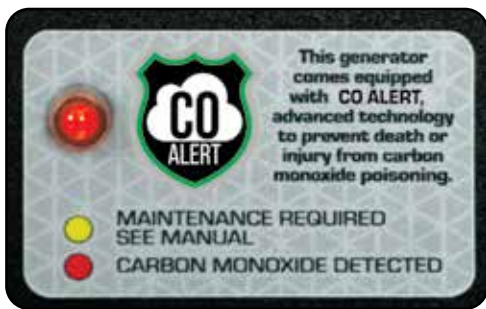 CO
ALERT
This generator
comes equipped
with CO ALERT,
advanced technology
to prevent death or
injury from carbon
monoxide poisoning.
MAINTENANCE REQUIRED
SEE MANUAL
CARBON MONOXIDE DETECTED